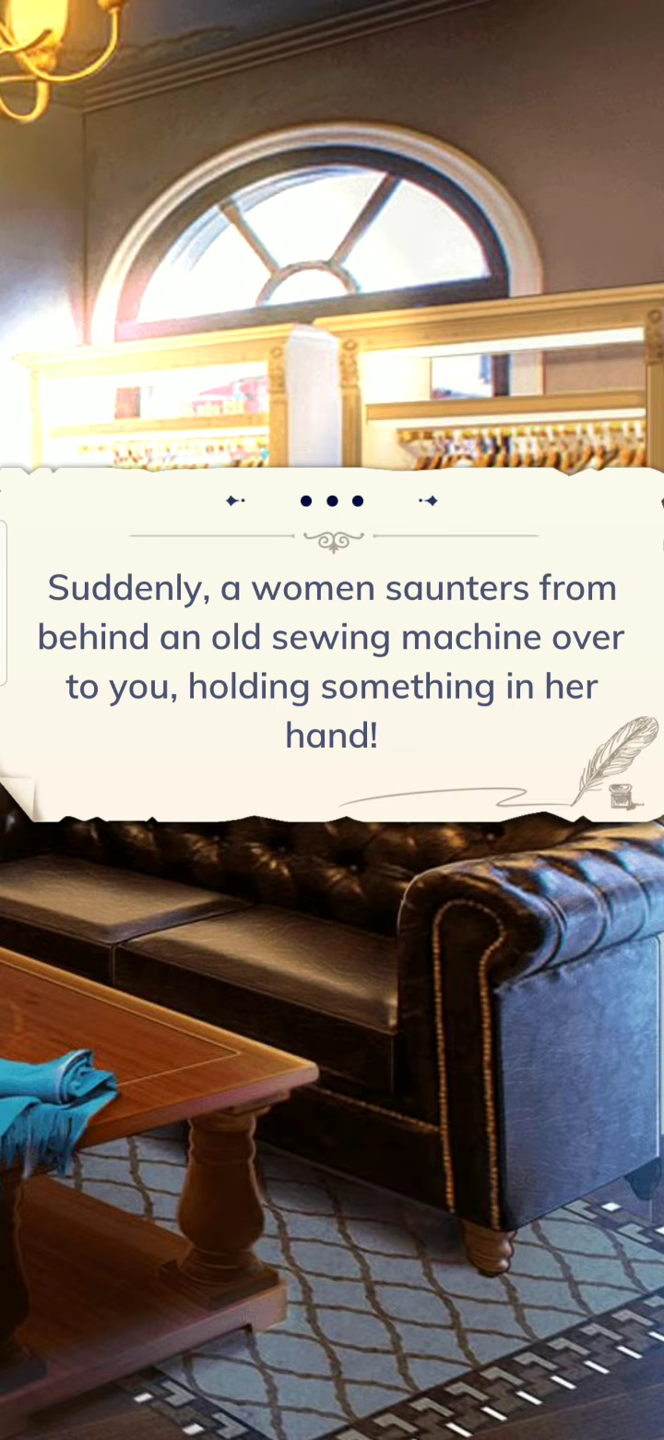 Suddenly, a women saunters from
behind an old sewing machine over
to you, holding something in her
hand!